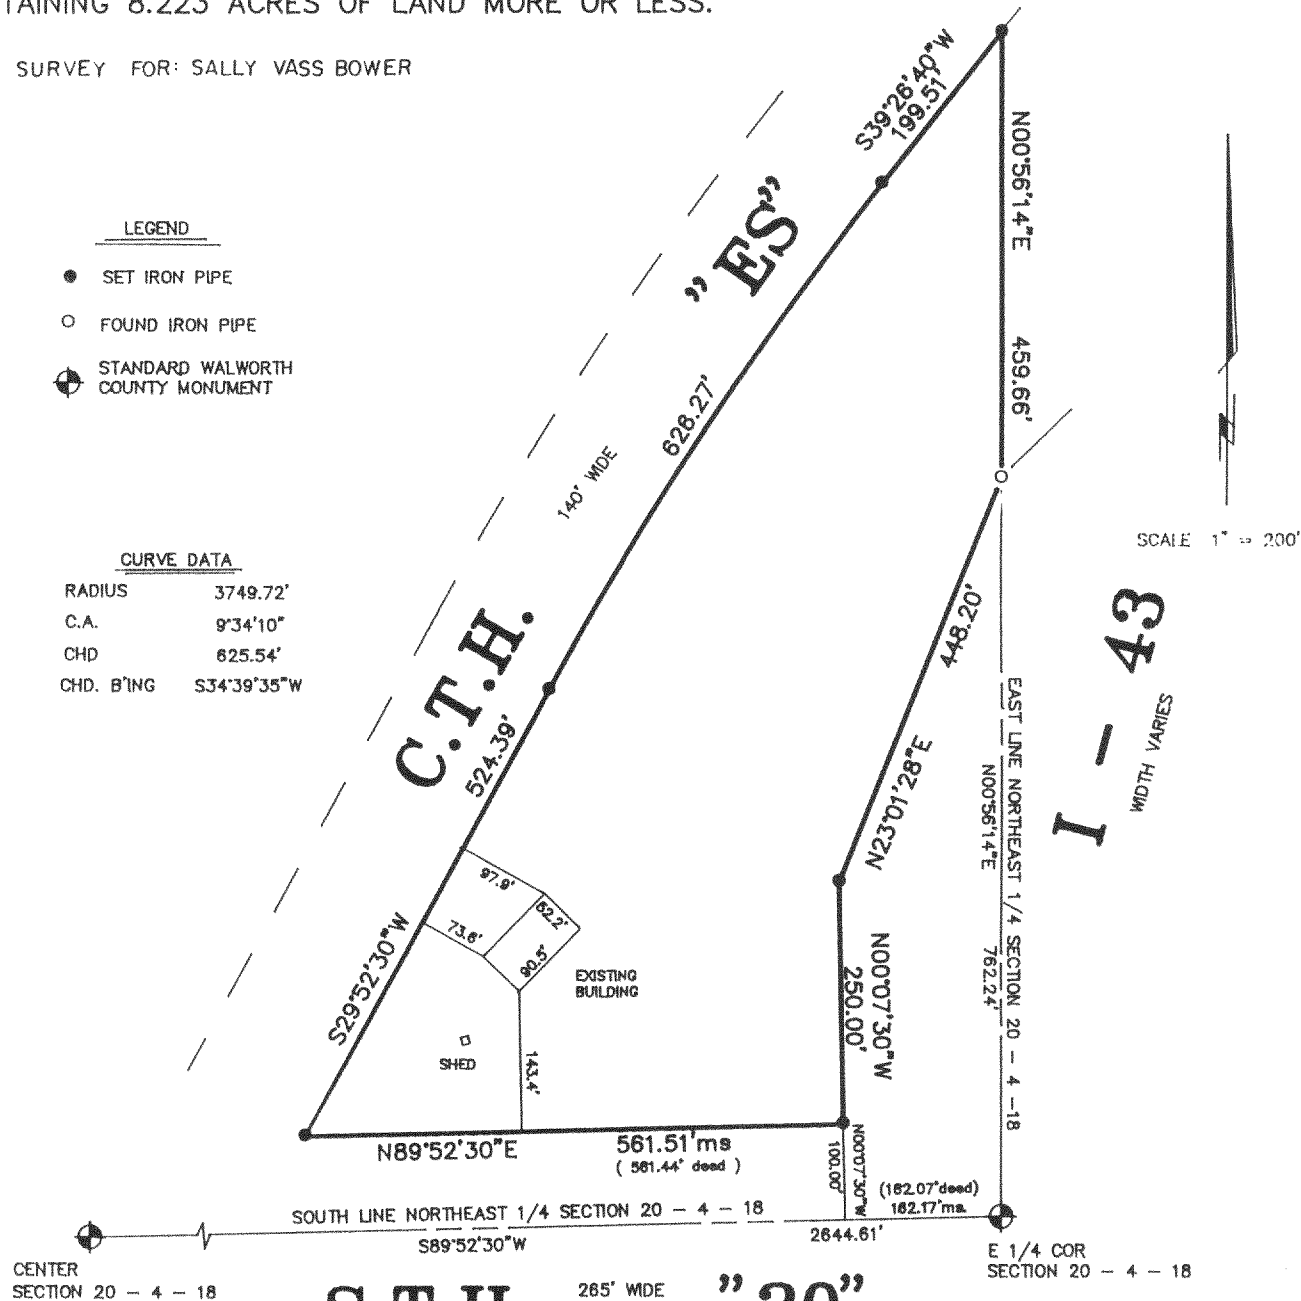 TAINING 8.223 ACRES OF LAND MORE OR LESS.
SURVEY FOR: SALLY VASS BOWER
LEGEND
SET IRON PIPE
FOUND IRON PIPE
STANDARD WALWORTH
COUNTY MONUMENT
CURVE DATA
RADIUS 3749.72'
C.A. 9°34'10"
CHD 625.54'
CHD. B'ING S34°39'35"W
S39°26'40"W
199.51'
N00°56'14"E
459.66'
"ES"
628.27'
140' WIDE
C.T.H.
524.39'
S29°52'30"W
SCALE 1" = 200'
I - 43
WIDTH VARIES
448.20'
N23°01'28"E
EAST LINE NORTHEAST 1/4 SECTION 20 - 4 - 18
N00°56'14"E
762.24'
97.9'
73.6'
52.2'
90.5'
EXISTING
BUILDING
SHED
143.4'
N00°07'30"W
250.00'
N89°52'30"E
561.51'ms
( 561.44' deed )
N00°07'30"W
100.00'
(162.07'deed)
162.17'ms.
SOUTH LINE NORTHEAST 1/4 SECTION 20 - 4 - 18
S89°52'30"W
2644.61'
CENTER
SECTION 20 - 4 - 18
E 1/4 COR
SECTION 20 - 4 - 18
S.T.H. 265' WIDE "20"